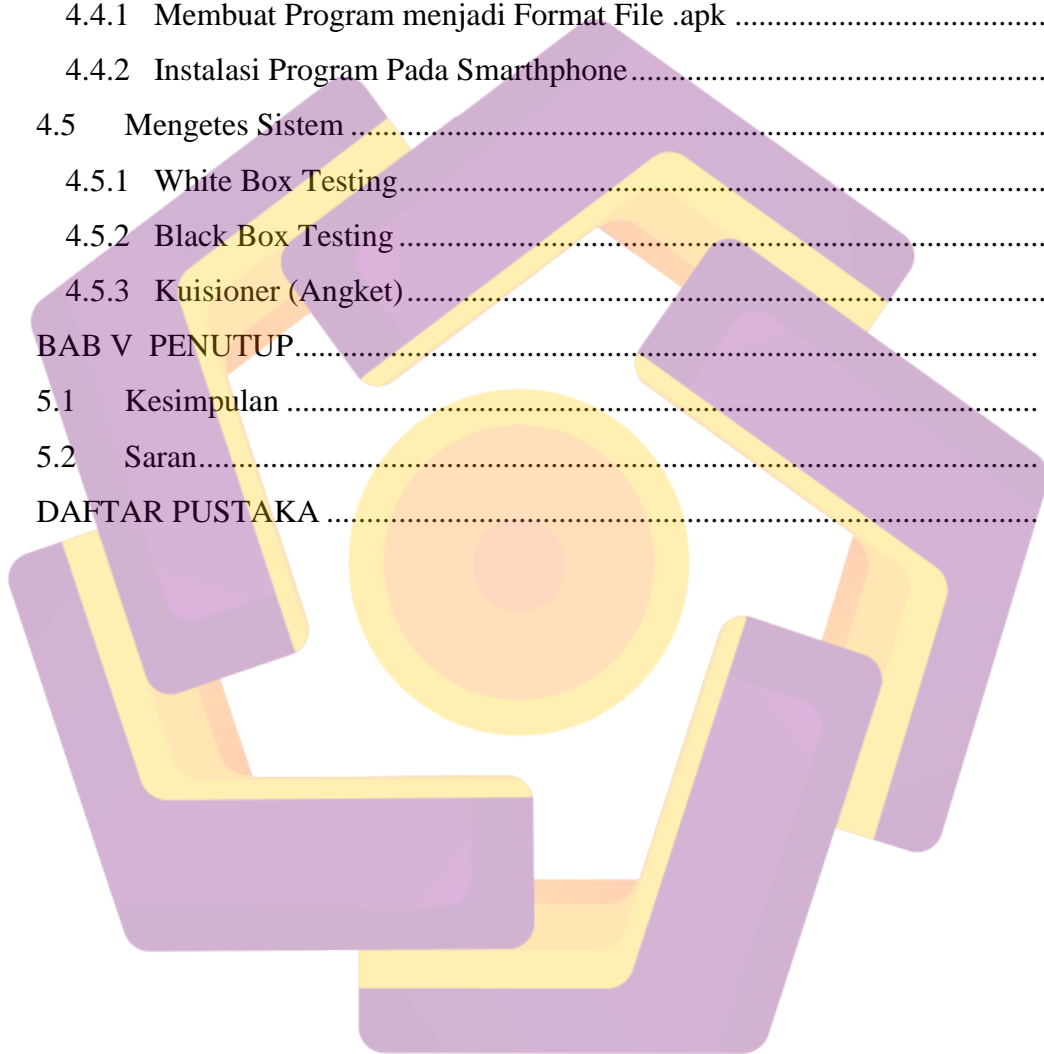 4.4.1 Membuat Program menjadi Format File .apk ........................................
4.4.2 Instalasi Program Pada Smarthphone........................................................
4.5 Mengetes Sistem ............................................................................................
4.5.1 White Box Testing.....................................................................................
4.5.2 Black Box Testing .....................................................................................
4.5.3 Kuisioner (Angket)....................................................................................
BAB V PENUTUP...................................................................................................
5.1 Kesimpulan ....................................................................................................
5.2 Saran................................................................................................................
DAFTAR PUSTAKA ..............................................................................................